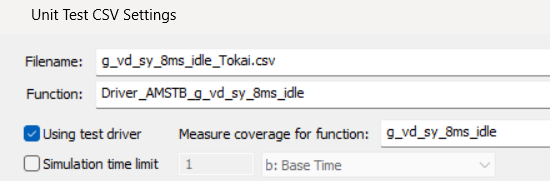 Unit Test CSV Settings
Filename: g_vd_sy_8ms_idle_Tokai.csv
Function: Driver_AMSTB_g_vd_sy_8ms_idle
Using test driver Measure coverage for function: g_vd_sy_8ms_idle
Simulation time limit 1 b: Base Time